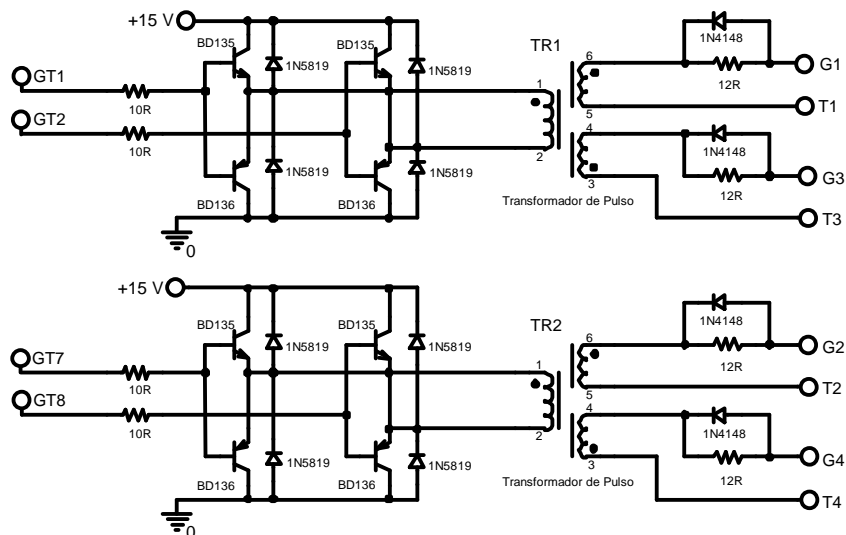 +15 V
BD135
BD135
1N5819
1N5819
GT1
10R
GT2
10R
1N5819
1N5819
BD136
BD136
0
TR1
1
2
6
5
4
3
Transformador de Pulso
1N4148
12R
G1
T1
1N4148
12R
G3
T3
+15 V
BD135
BD135
1N5819
1N5819
GT7
10R
GT8
10R
1N5819
1N5819
BD136
BD136
0
TR2
1
2
6
5
4
3
Transformador de Pulso
1N4148
12R
G2
T2
1N4148
12R
G4
T4